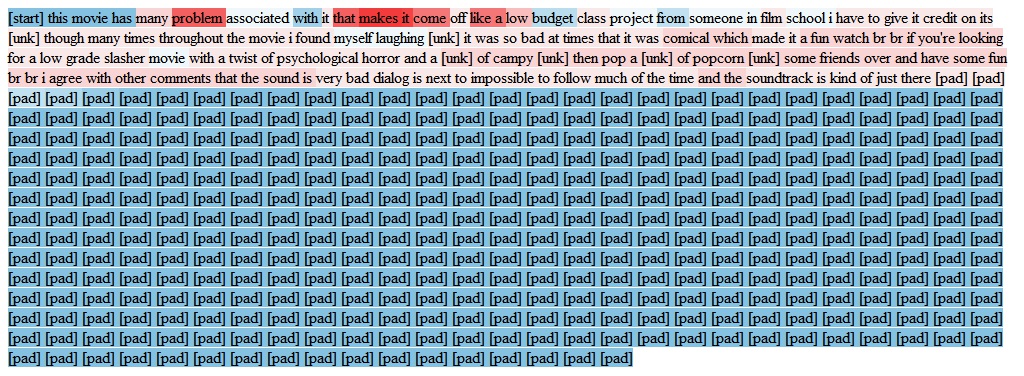 [start] this movie has many problem associated with it that makes it come off like a low budget class project from someone in film school i have to give it credit on its
[unk] though many times throughout the movie i found myself laughing [unk] it was so bad at times that it was comical which made it a fun watch br br if you're looking
for a low grade slasher movie with a twist of psychological horror and a [unk] of campy [unk] then pop a [unk] of popcorn [unk] some friends over and have some fun
br br i agree with other comments that the sound is very bad dialog is next to impossible to follow much of the time and the soundtrack is kind of just there [pad] [pad]
[pad] [pad] [pad] [pad] [pad] [pad] [pad] [pad] [pad] [pad] [pad] [pad] [pad] [pad] [pad] [pad] [pad] [pad] [pad] [pad] [pad] [pad] [pad] [pad] [pad] [pad] [pad]
[pad] [pad] [pad] [pad] [pad] [pad] [pad] [pad] [pad] [pad] [pad] [pad] [pad] [pad] [pad] [pad] [pad] [pad] [pad] [pad] [pad] [pad] [pad] [pad] [pad] [pad] [pad]
[pad] [pad] [pad] [pad] [pad] [pad] [pad] [pad] [pad] [pad] [pad] [pad] [pad] [pad] [pad] [pad] [pad] [pad] [pad] [pad] [pad] [pad] [pad] [pad] [pad] [pad] [pad]
[pad] [pad] [pad] [pad] [pad] [pad] [pad] [pad] [pad] [pad] [pad] [pad] [pad] [pad] [pad] [pad] [pad] [pad] [pad] [pad] [pad] [pad] [pad] [pad] [pad] [pad] [pad]
[pad] [pad] [pad] [pad] [pad] [pad] [pad] [pad] [pad] [pad] [pad] [pad] [pad] [pad] [pad] [pad] [pad] [pad] [pad] [pad] [pad] [pad] [pad] [pad] [pad] [pad] [pad]
[pad] [pad] [pad] [pad] [pad] [pad] [pad] [pad] [pad] [pad] [pad] [pad] [pad] [pad] [pad] [pad] [pad] [pad] [pad] [pad] [pad] [pad] [pad] [pad] [pad] [pad] [pad]
[pad] [pad] [pad] [pad] [pad] [pad] [pad] [pad] [pad] [pad] [pad] [pad] [pad] [pad] [pad] [pad] [pad] [pad] [pad] [pad] [pad] [pad] [pad] [pad] [pad] [pad] [pad]
[pad] [pad] [pad] [pad] [pad] [pad] [pad] [pad] [pad] [pad] [pad] [pad] [pad] [pad] [pad] [pad] [pad] [pad] [pad] [pad] [pad] [pad] [pad] [pad] [pad] [pad] [pad]
[pad] [pad] [pad] [pad] [pad] [pad] [pad] [pad] [pad] [pad] [pad] [pad] [pad] [pad] [pad] [pad] [pad] [pad] [pad] [pad] [pad] [pad] [pad] [pad] [pad] [pad] [pad]
[pad] [pad] [pad] [pad] [pad] [pad] [pad] [pad] [pad] [pad] [pad] [pad] [pad] [pad] [pad] [pad] [pad] [pad] [pad] [pad] [pad] [pad] [pad] [pad] [pad] [pad] [pad]
[pad] [pad] [pad] [pad] [pad] [pad] [pad] [pad] [pad] [pad] [pad] [pad] [pad] [pad] [pad] [pad] [pad] [pad] [pad] [pad] [pad] [pad] [pad] [pad] [pad] [pad] [pad]
[pad] [pad] [pad] [pad] [pad] [pad] [pad] [pad] [pad] [pad] [pad] [pad] [pad] [pad] [pad] [pad] [pad] [pad] [pad] [pad] [pad] [pad] [pad] [pad] [pad] [pad] [pad]
[pad] [pad] [pad] [pad] [pad] [pad] [pad] [pad] [pad] [pad] [pad] [pad] [pad] [pad] [pad] [pad] [pad] [pad] [pad] [pad] [pad] [pad] [pad] [pad] [pad] [pad] [pad]
[pad] [pad] [pad] [pad] [pad] [pad] [pad] [pad] [pad] [pad] [pad] [pad] [pad] [pad] [pad] [pad] [pad]